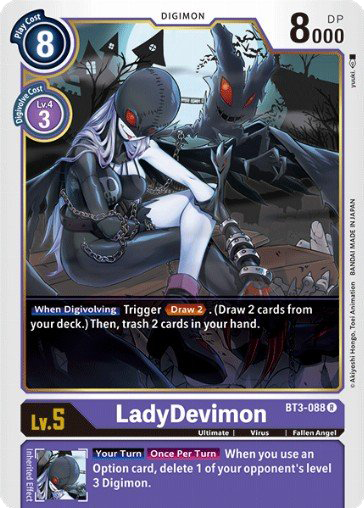 Play Cost
8
DIGIMON
DP
8000
Digivolve Cost
Lv.4
3
yuuki
When Digivolving Trigger Draw 2 . (Draw 2 cards from
your deck.) Then, trash 2 cards in your hand.
© Akiyoshi Hongo, Toei Animation BANDAI MADE IN JAPAN
Lv.5
LadyDevimon
BT3-088 R
Ultimate | Virus | Fallen Angel
Inherited Effect
Your Turn Once Per Turn When you use an
Option card, delete 1 of your opponent's level
3 Digimon.